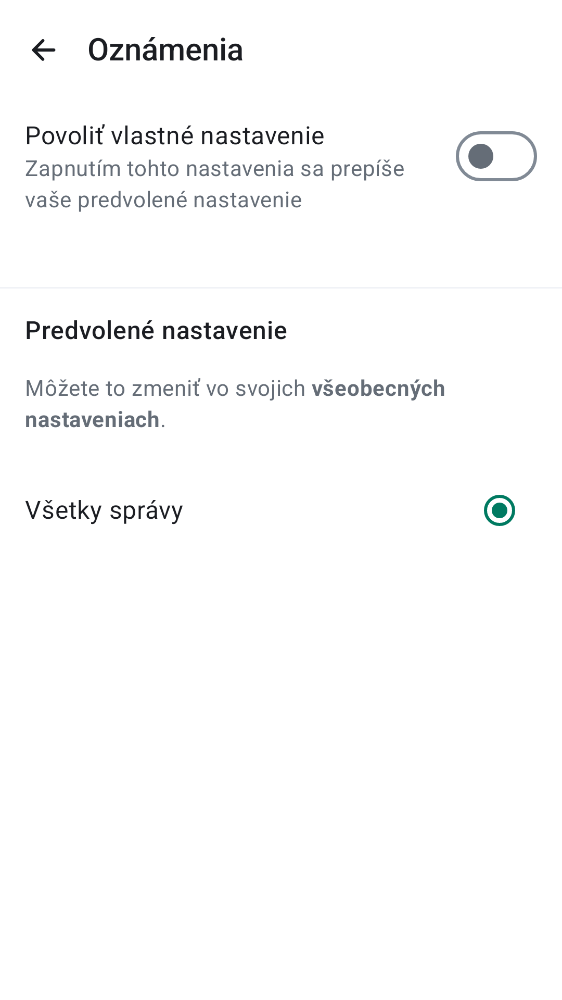 Oznámenia
Povoliť vlastné nastavenie
Zapnutím tohto nastavenia sa prepíše
vaše predvolené nastavenie
Predvolené nastavenie
Môžete to zmeniť vo svojich všeobecných
nastaveniach.
Všetky správy